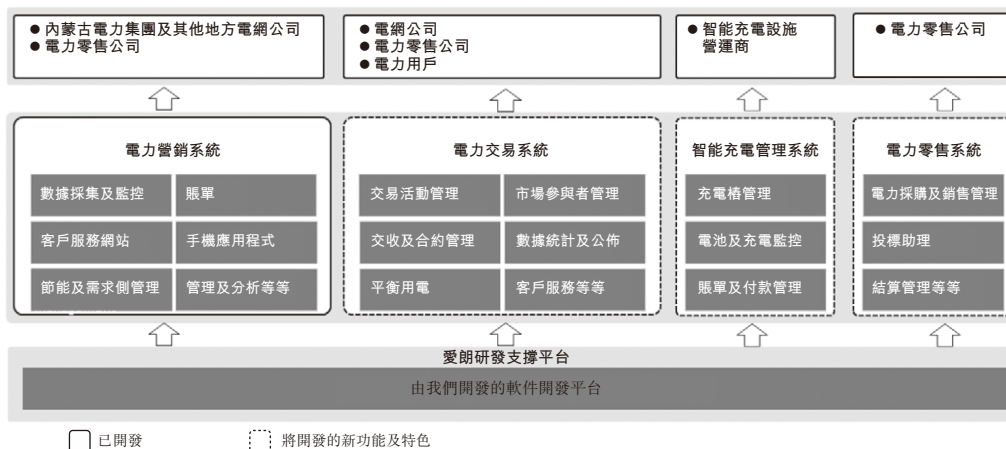 ● 內蒙古電力集團及其他地方電網公司
● 電力零售公司
● 電網公司
● 電力零售公司
● 電力用戶
● 智能充電設施
營運商
● 電力零售公司
電力營銷系統
數據採集及監控
賬單
客戶服務網站
手機應用程式
節能及需求側管理
管理及分析等等
電力交易系統
交易活動管理
市場參與者管理
交收及合約管理
數據統計及公佈
平衡用電
客戶服務等等
智能充電管理系統
充電樁管理
電池及充電監控
賬單及付款管理
電力零售系統
電力採購及銷售管理
投標助理
結算管理等等
愛朗研發支撐平台
由我們開發的軟件開發平台
已開發
將開發的新功能及特色